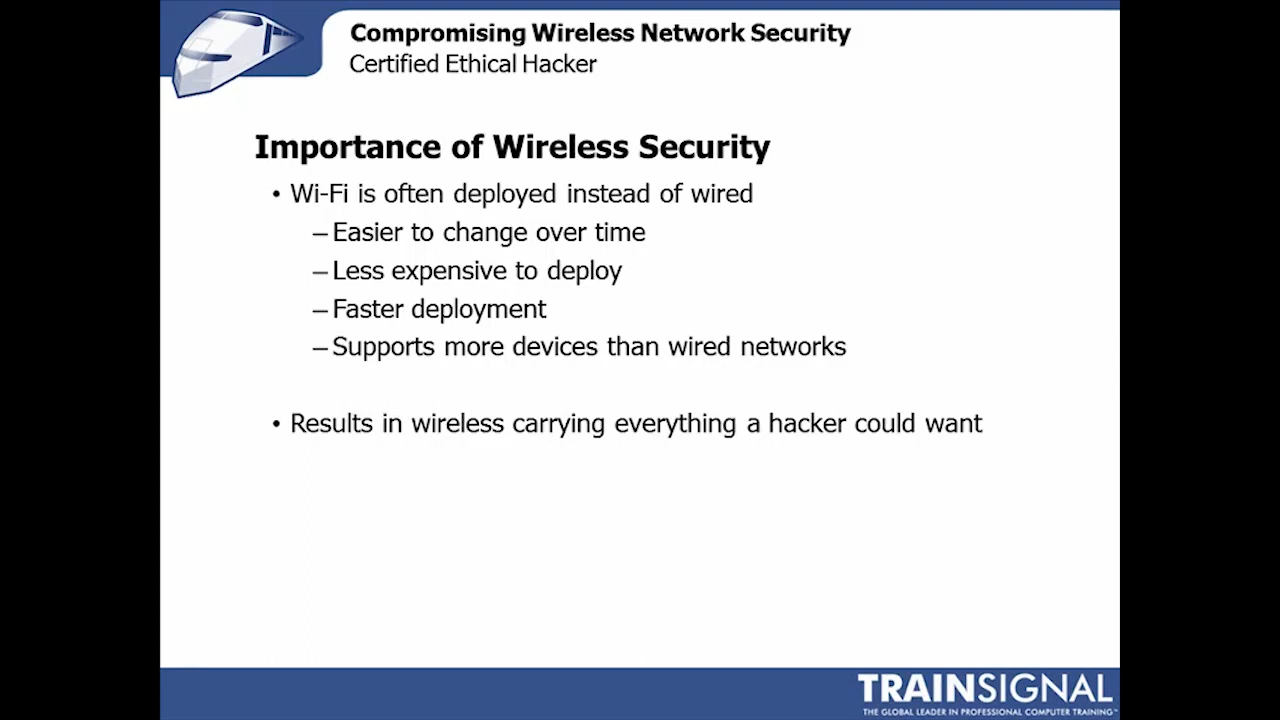 Compromising Wireless Network Security
Certified Ethical Hacker
Importance of Wireless Security
• Wi-Fi is often deployed instead of wired
– Easier to change over time
– Less expensive to deploy
– Faster deployment
– Supports more devices than wired networks
• Results in wireless carrying everything a hacker could want
TRAINSIGNAL
THE GLOBAL LEADER IN PROFESSIONAL COMPUTER TRAINING™